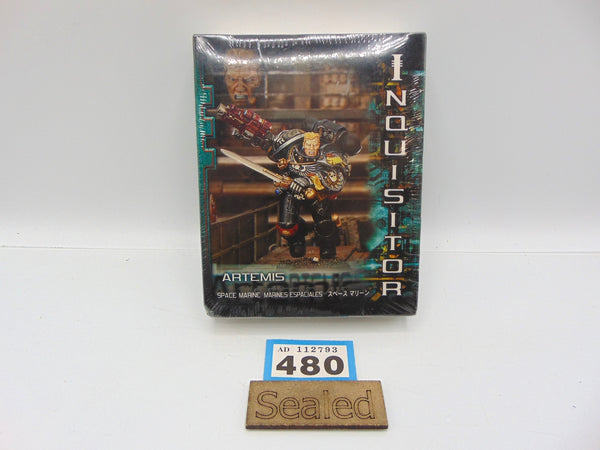 INQUISITOR
ARTEMIS
SPACE MARINE MARINES ESPACIALES スペース マリーン
AD 112793
480
Sealed